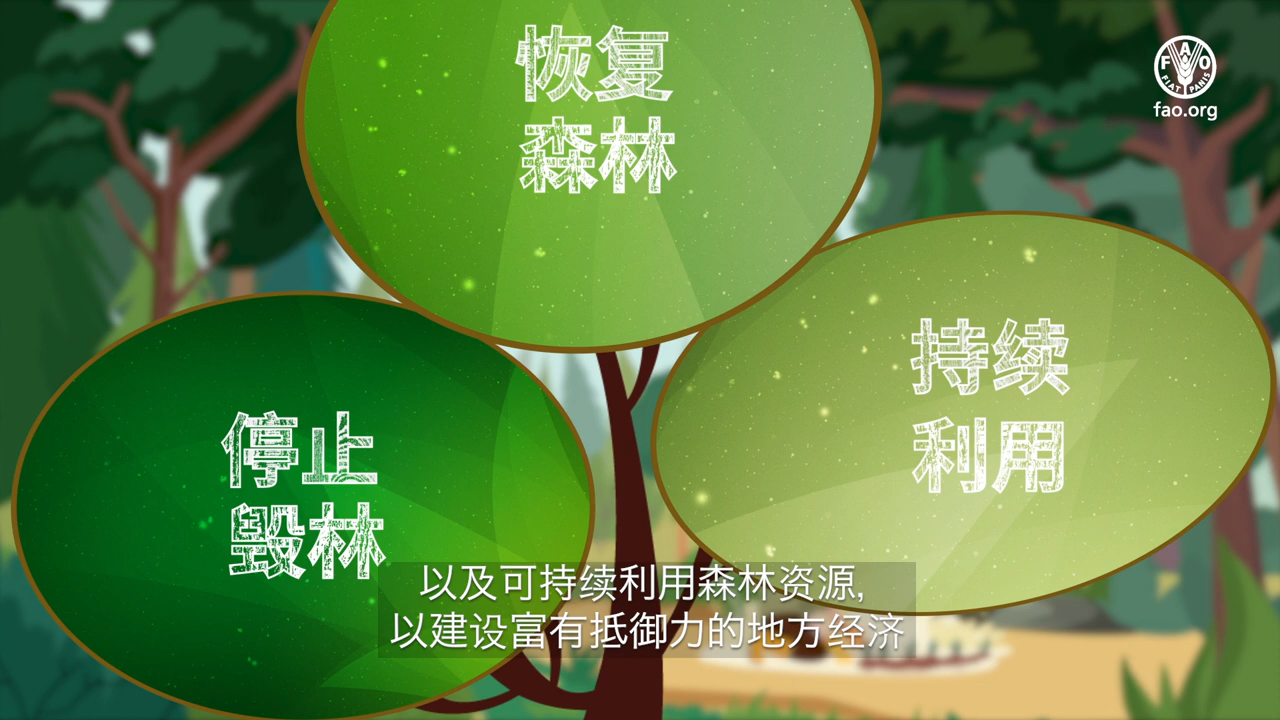 恢复
森林
FAO
FIAT PANIS
fao.org
持续
利用
停止
毁林
以及可持续利用森林资源,
以建设富有抵御力的地方经济